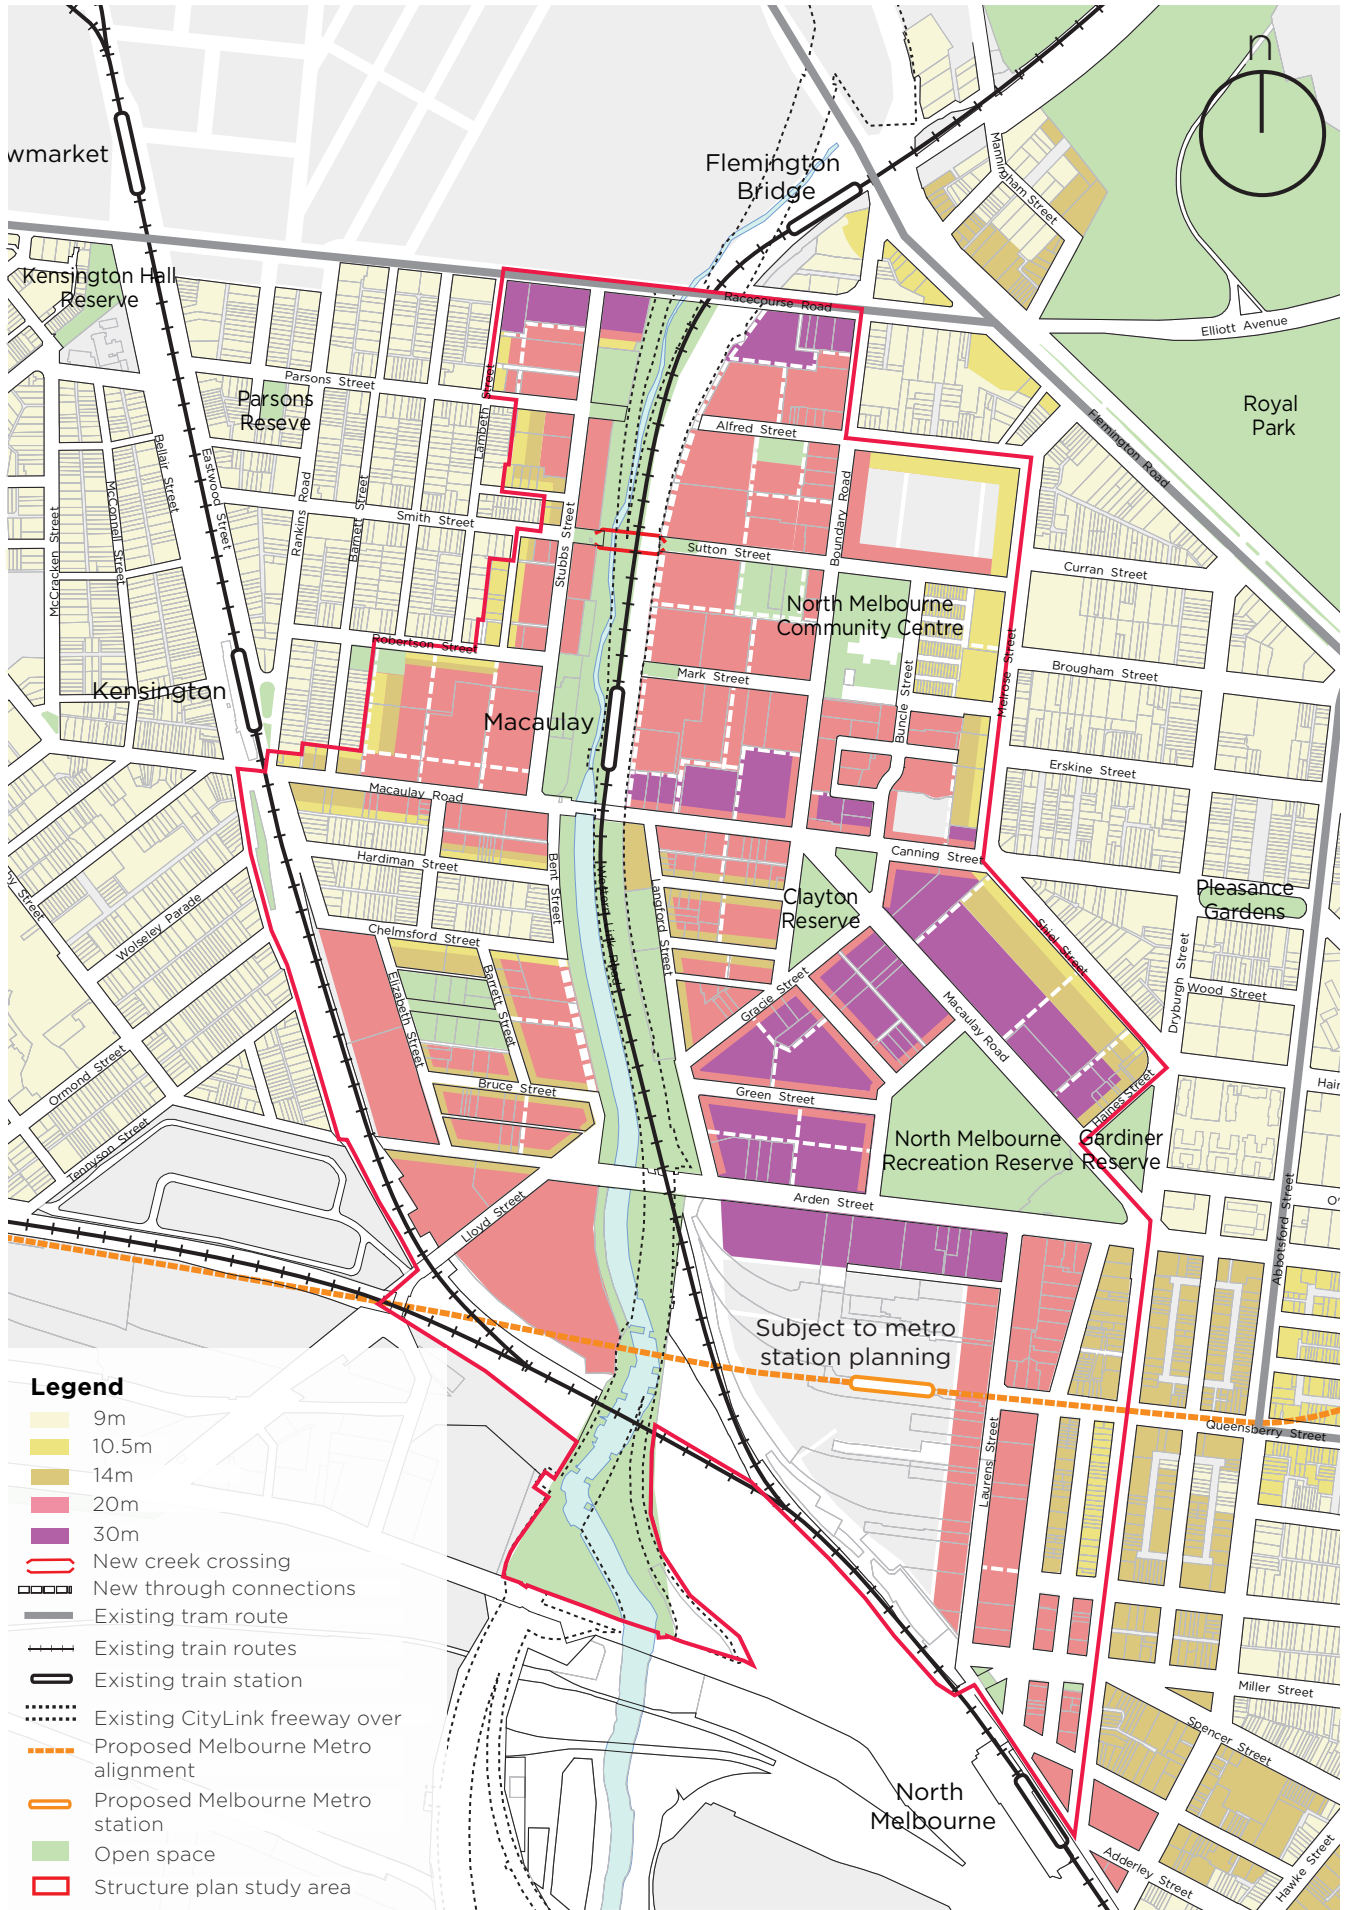 n
wmarket
Flemington
Bridge
Manningham Street
Kensington Hall
Reserve
Racecourse Road
Elliott Avenue
Parsons Street
Parsons
Reseve
Lambeth Street
Alfred Street
Royal
Park
Flemington Road
Bellair Street
Eastwood Street
Rankins Road
Barnett Street
McCracken Street
McConnell Street
Smith Street
Stubbs Street
Boundary Road
Sutton Street
Curran Street
North Melbourne
Community Centre
Robertson Street
Melrose Street
Buncle Street
Brougham Street
Mark Street
Kensington
Macaulay
Erskine Street
Macaulay Road
Hardiman Street
Bent Street
Canning Street
Langford Street
Clayton
Reserve
Pleasance
Gardens
by Street
Wolseley Parade
Chelmsford Street
Shiel Street
Dryburgh Street
Wood Street
Elizabeth Street
Barrett Street
Gracie Street
Macaulay Road
Ormond Street
Bruce Street
Green Street
Haines Street
Hair
Tennyson Street
North Melbourne
Recreation Reserve
Gardiner
Reserve
Arden Street
Lloyd Street
Abbotsford Street
O'
Subject to metro
station planning
Queensberry Street
Laurens Street
Miller Street
Spencer Street
North
Melbourne
Adderley Street
Hawke Street
Legend
9m
10.5m
14m
20m
30m
New creek crossing
New through connections
Existing tram route
Existing train routes
Existing train station
Existing CityLink freeway over
Proposed Melbourne Metro
alignment
Proposed Melbourne Metro
station
Open space
Structure plan study area